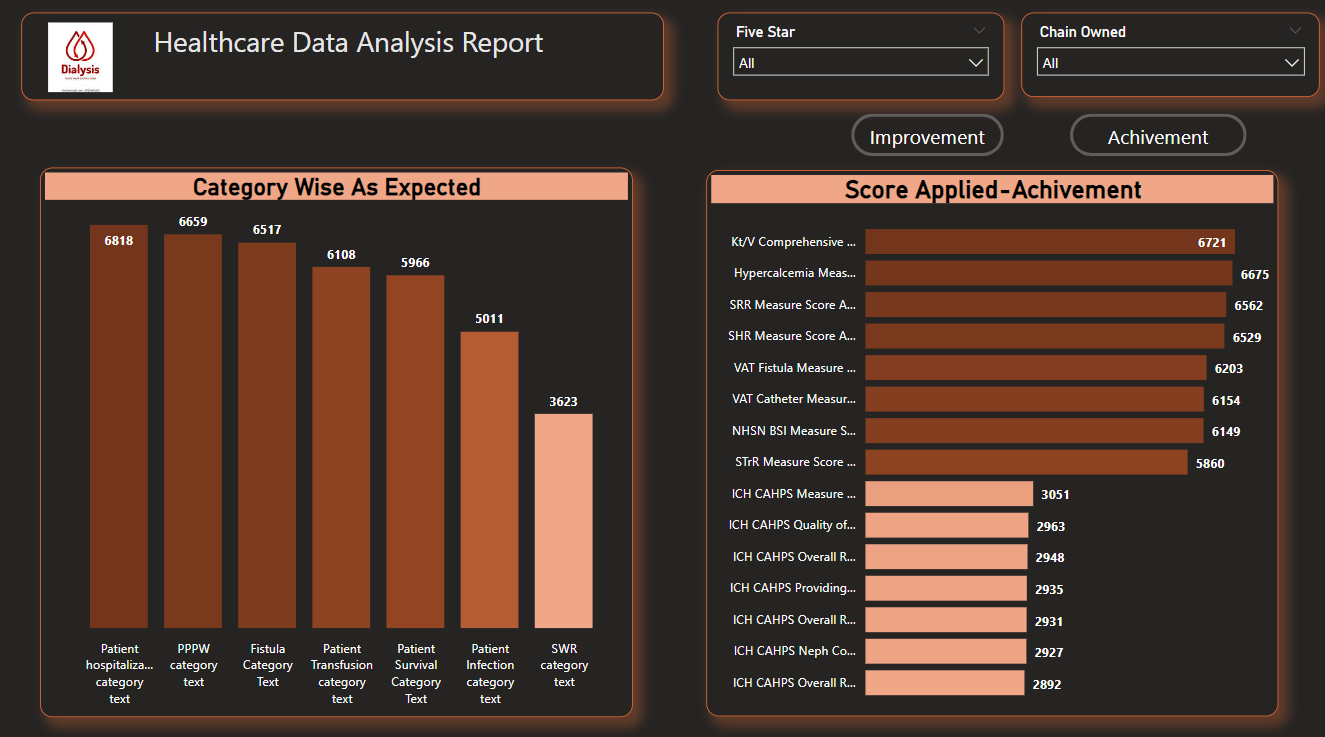 Healthcare Data Analysis Report
Dialysis
Five Star
All
Chain Owned
All
Improvement
Achivement
Category Wise As Expected
6818
6659
6517
6108
5966
5011
3623
Patient
hospitaliza...
category
text
PPPW
category
text
Fistula
Category
Text
Patient
Transfusion
category
text
Patient
Survival
Category
Text
Patient
Infection
category
text
SWR
category
text
Score Applied-Achivement
Kt/V Comprehensive ... 6721
Hypercalcemia Meas... 6675
SRR Measure Score A... 6562
SHR Measure Score A... 6529
VAT Fistula Measure ... 6203
VAT Catheter Measur... 6154
NHSN BSI Measure S... 6149
STrR Measure Score ... 5860
ICH CAHPS Measure ... 3051
ICH CAHPS Quality of... 2963
ICH CAHPS Overall R... 2948
ICH CAHPS Providing... 2935
ICH CAHPS Overall R... 2931
ICH CAHPS Neph Co... 2927
ICH CAHPS Overall R... 2892